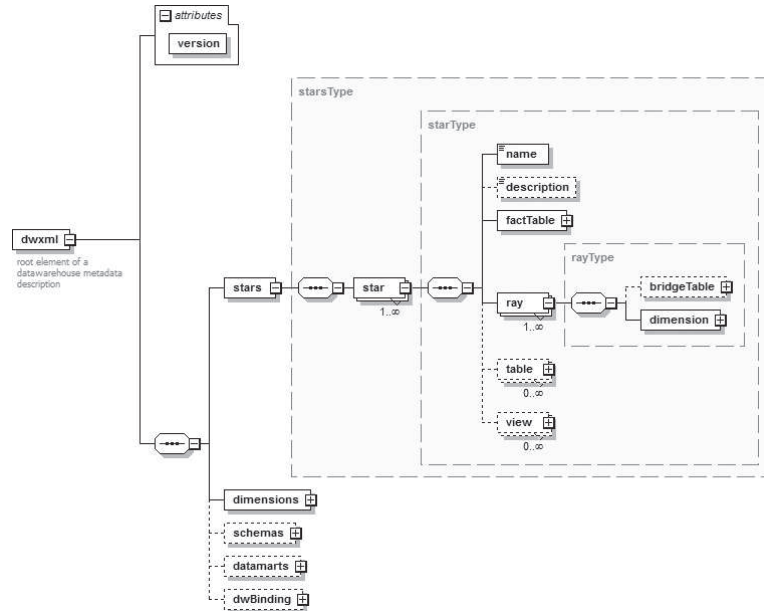 attributes
version
starsType
starType
name
description
factTable
dwxml
root element of a
datawarehouse metadata
description
rayType
stars
star
1..∞
ray
1..∞
bridgeTable
dimension
table
0..∞
view
0..∞
dimensions
schemas
datamarts
dwBinding